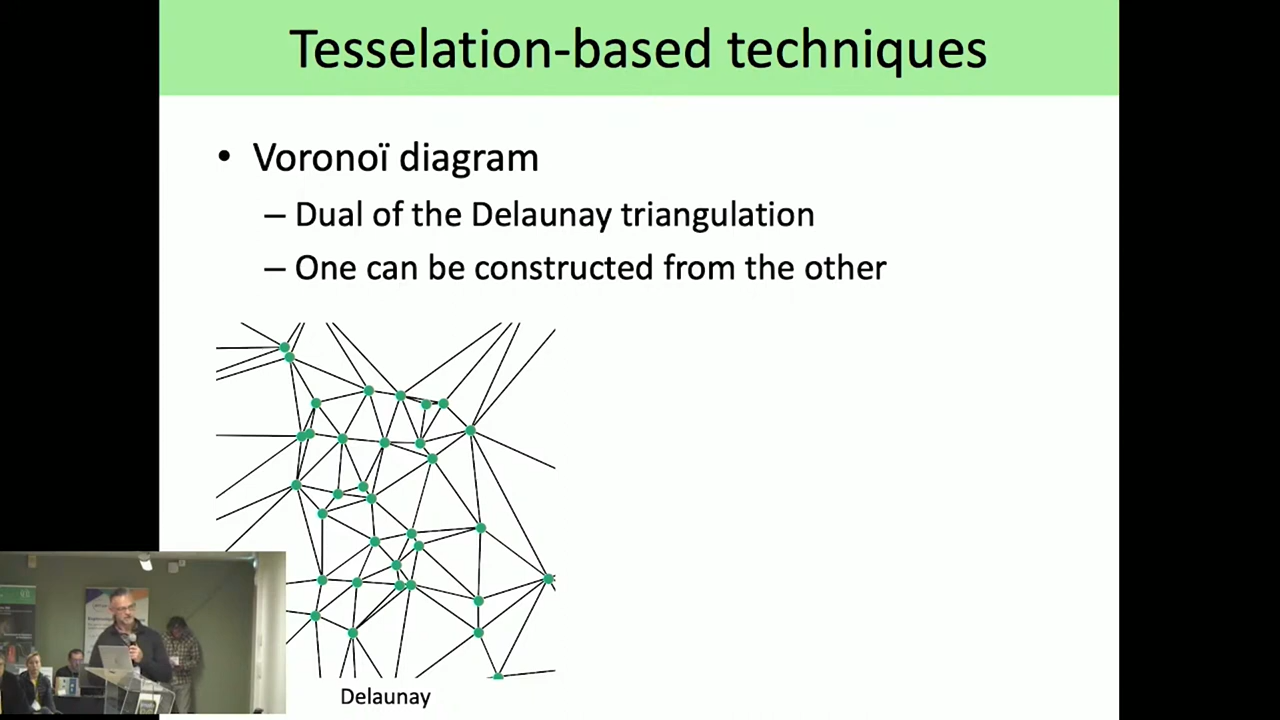 Tesselation-based techniques
• Voronoï diagram
– Dual of the Delaunay triangulation
– One can be constructed from the other
Delaunay